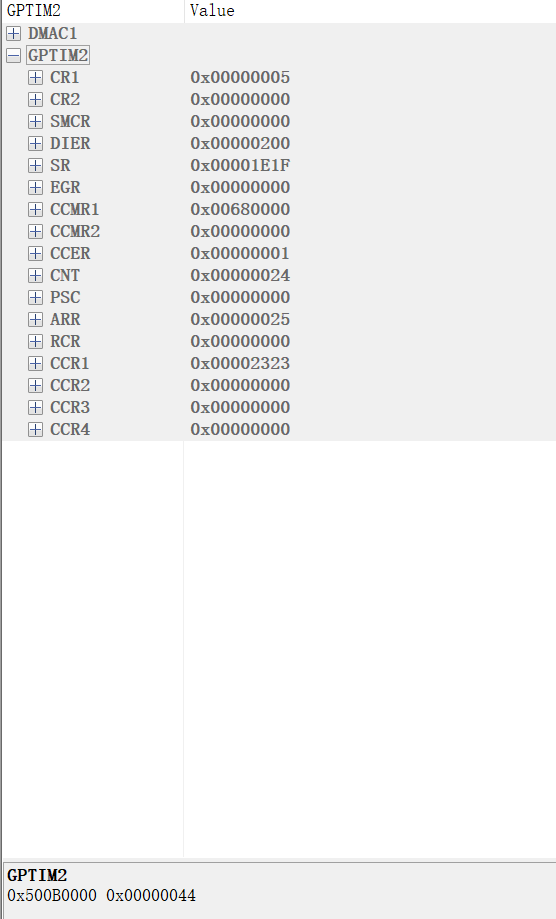 GPTIM2 Value
DMAC1
GPTIM2
CR1 0x00000005
CR2 0x00000000
SMCR 0x00000000
DIER 0x00000200
SR 0x00001E1F
EGR 0x00000000
CCMR1 0x00680000
CCMR2 0x00000000
CCER 0x00000001
CNT 0x00000024
PSC 0x00000000
ARR 0x00000025
RCR 0x00000000
CCR1 0x00002323
CCR2 0x00000000
CCR3 0x00000000
CCR4 0x00000000
GPTIM2
0x500B0000 0x00000044